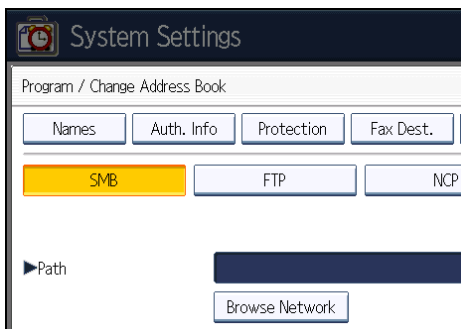 System Settings
Program / Change Address Book
Names Auth. Info Protection Fax Dest.
SMB FTP NCP
►Path
Browse Network